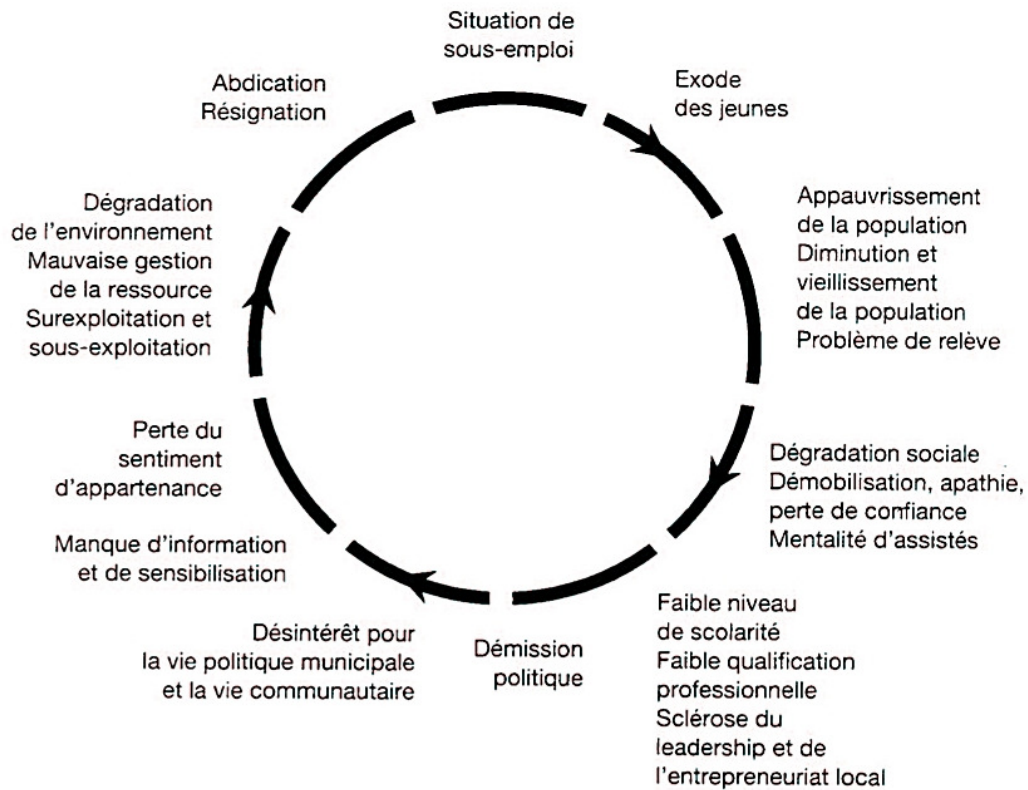 Situation de
sous-emploi
Exode
des jeunes
Appauvrissement
de la population
Diminution et
vieillissement
de la population
Problème de relève
Dégradation sociale
Démobilisation, apathie,
perte de confiance
Mentalité d'assistés
Faible niveau
de scolarité
Faible qualification
professionnelle
Sclérose du
leadership et de
l'entrepreneuriat local
Démission
politique
Désintérêt pour
la vie politique municipale
et la vie communautaire
Manque d'information
et de sensibilisation
Perte du
sentiment
d'appartenance
Dégradation
de l'environnement
Mauvaise gestion
de la ressource
Surexploitation et
sous-exploitation
Abdication
Résignation